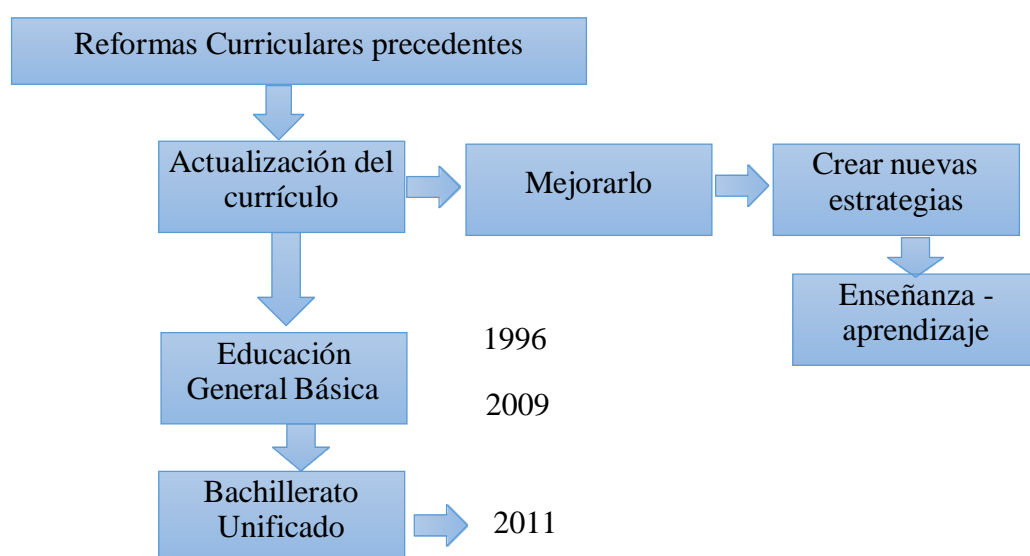 Reformas Curriculares precedentes
Actualización del
currículo
Mejorarlo
Crear nuevas
estrategias
Enseñanza -
aprendizaje
Educación
General Básica
1996
2009
Bachillerato
Unificado
2011